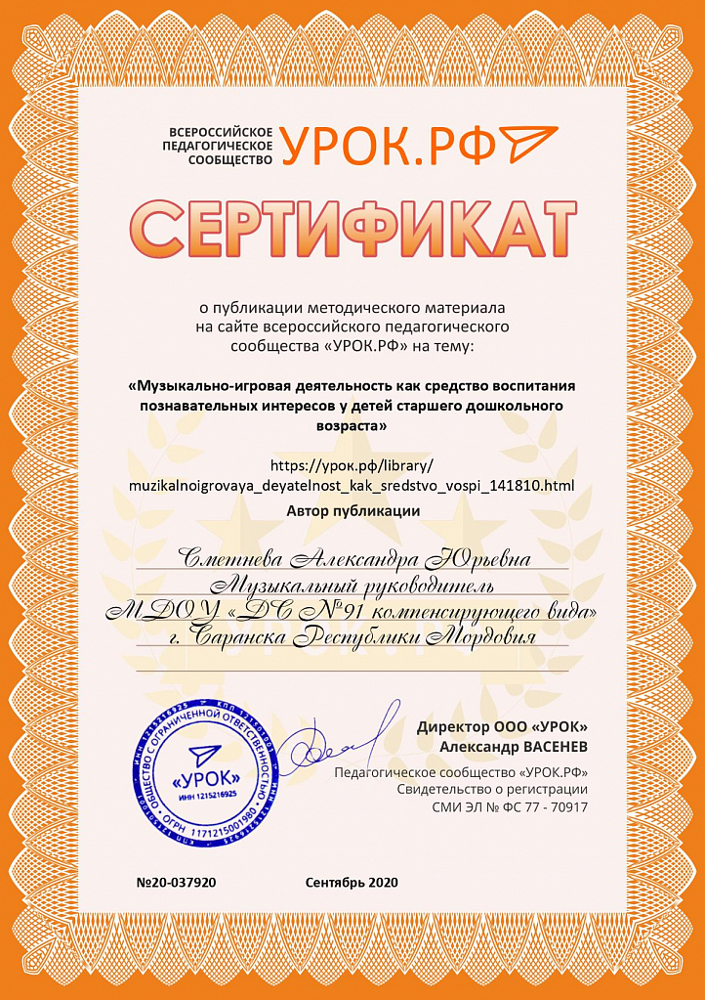 ВСЕРОССИЙСКОЕ
ПЕДАГОГИЧЕСКОЕ
СООБЩЕСТВО
УРОК.РФ
СЕРТИФИКАТ
о публикации методического материала
на сайте всероссийского педагогического
сообщества «УРОК.РФ» на тему:
«Музыкально-игровая деятельность как средство воспитания
познавательных интересов у детей старшего дошкольного
возраста»
https://урок.рф/library/
muzikalnoigrovaya_deyatelnost_kak_sredstvo_vospi_141810.html
Автор публикации
Сметнева Александра Юрьевна
Музыкальный руководитель
МДОУ «ДС №91 компенсирующего вида»
г. Саранска Республики Мордовия
Директор ООО «УРОК»
Александр ВАСЕНЕВ
Педагогическое сообщество «УРОК.РФ»
Свидетельство о регистрации
СМИ ЭЛ № ФС 77 - 70917
ИНН 1215216925 КПП 121501001
ОБЩЕСТВО С ОГРАНИЧЕННОЙ ОТВЕТСТВЕННОСТЬЮ
«УРОК»
ИНН 1215216925
ОГРН 1171215001980
№20-037920
Сентябрь 2020